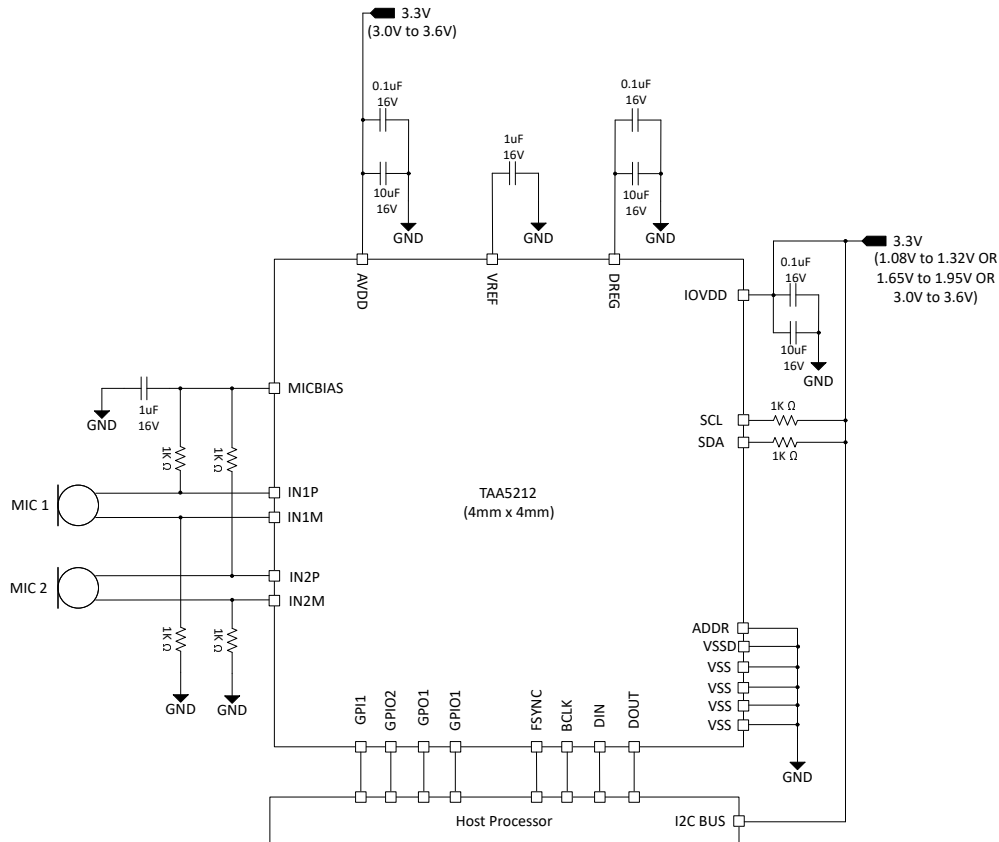 3.3V
(3.0V to 3.6V)
0.1uF
16V
10uF
16V
GND
1uF
16V
GND
0.1uF
16V
10uF
16V
GND
3.3V
(1.08V to 1.32V OR
1.65V to 1.95V OR
3.0V to 3.6V)
0.1uF
16V
10uF
16V
GND
AVDD
VREF
DREG
IOVDD
MICBIAS
1uF
16V
GND
1K Ω
1K Ω
SCL
1K Ω
SDA
1K Ω
MIC 1
IN1P
IN1M
TAA5212
(4mm x 4mm)
MIC 2
IN2P
IN2M
1K Ω
1K Ω
GND
GND
ADDR
VSSD
VSS
VSS
VSS
VSS
GND
GPI1
GPIO2
GPO1
GPIO1
FSYNC
BCLK
DIN
DOUT
Host Processor
I2C BUS